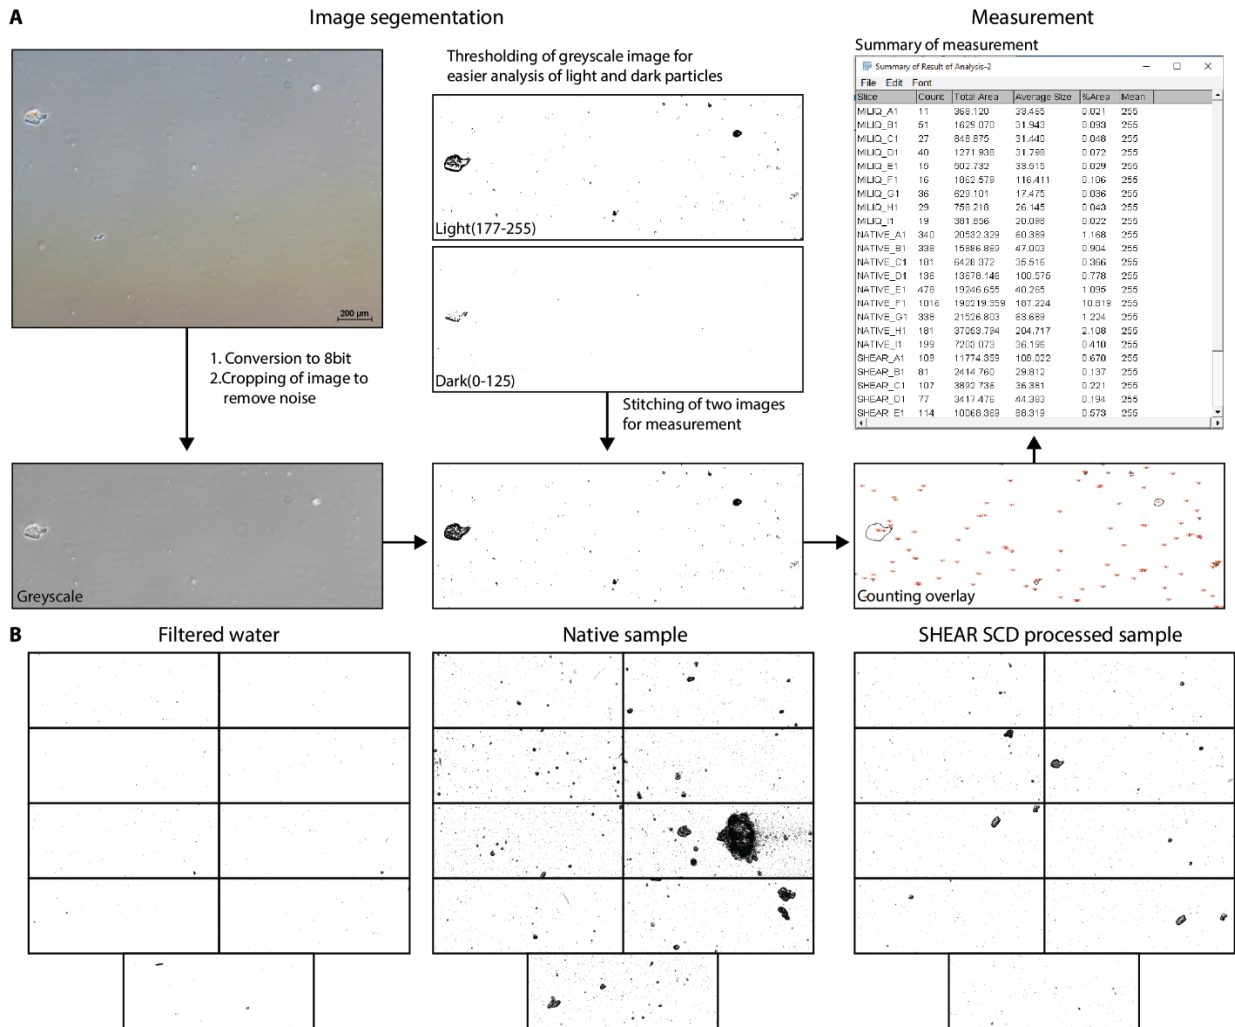 A
Image segementation
Measurement
200 µm
1. Conversion to 8bit
2.Cropping of image to
remove noise
Greyscale
Thresholding of greyscale image for
easier analysis of light and dark particles
Light(177-255)
Dark(0-125)
Stitching of two images
for measurement
Summary of measurement
Summary of Result of Analysis-2
File Edit Font
Slice Count Total Area Average Size %Area Mean
MILIQ_A1 11 368.120 33.465 0.021 255
MILIQ_B1 51 1629.070 31.943 0.093 255
MILIQ_C1 27 848.875 31.440 0.048 255
MILIQ_D1 40 1271.938 31.798 0.072 255
MILIQ_E1 15 502.732 33.515 0.029 255
MILIQ_F1 16 1862.579 116.411 0.106 255
MILIQ_G1 36 629.101 17.475 0.036 255
MILIQ_H1 29 758.218 26.145 0.043 255
MILIQ_I1 19 381.856 20.098 0.022 255
NATIVE_A1 340 20532.329 60.389 1.168 255
NATIVE_B1 338 15886.869 47.003 0.904 255
NATIVE_C1 181 6428.372 35.516 0.366 255
NATIVE_D1 136 13678.146 100.575 0.778 255
NATIVE_E1 478 19246.655 40.265 1.095 255
NATIVE_F1 1016 190219.359 187.224 10.819 255
NATIVE_G1 338 21526.803 63.689 1.224 255
NATIVE_H1 181 37053.794 204.717 2.108 255
NATIVE_I1 199 7203.073 36.196 0.410 255
SHEAR_A1 109 11774.359 108.022 0.670 255
SHEAR_B1 81 2414.760 29.812 0.137 255
SHEAR_C1 107 3892.736 36.381 0.221 255
SHEAR_D1 77 3417.476 44.383 0.194 255
SHEAR_E1 114 10068.369 88.319 0.573 255
Counting overlay
B
Filtered water
Native sample
SHEAR SCD processed sample